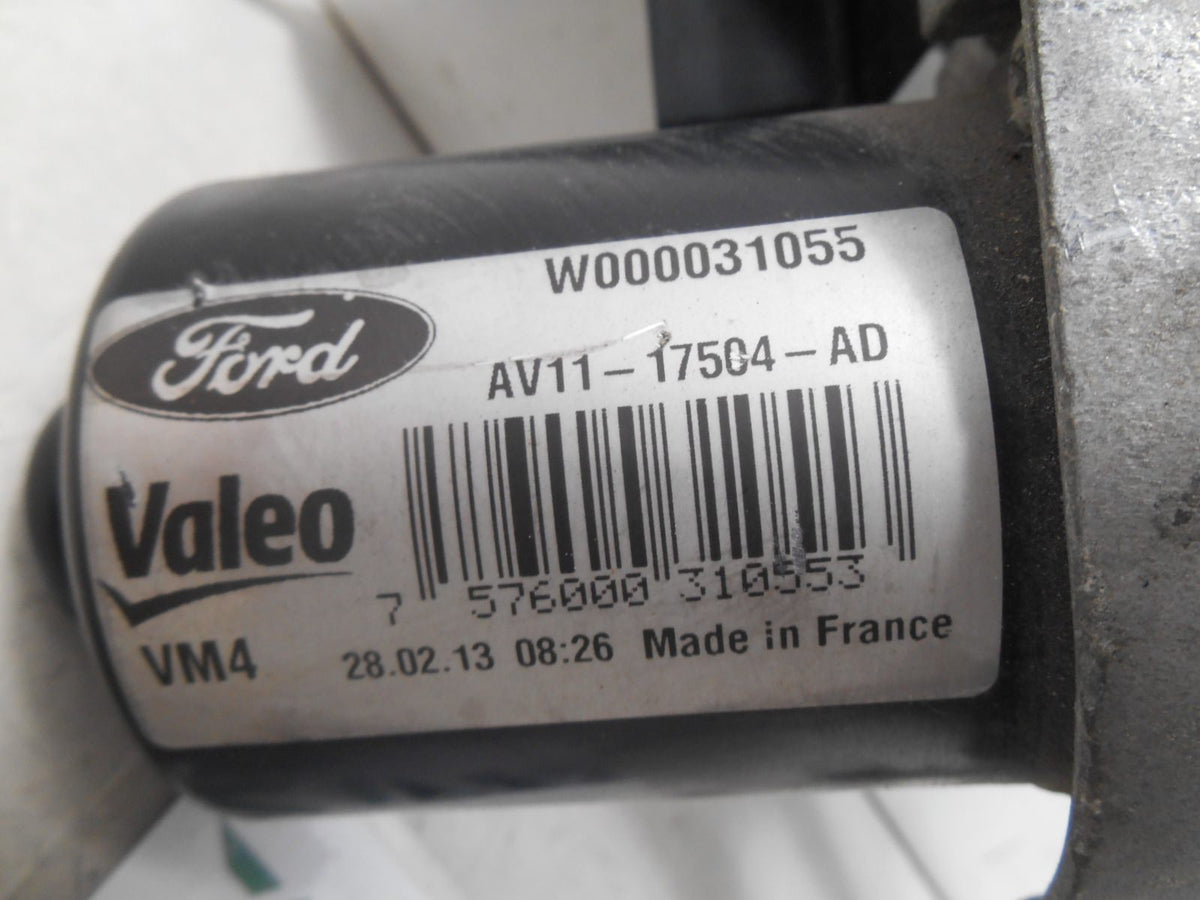 W000031055
Ford
AV11-17504-AD
Valeo
7 576000 310553
VM4 28.02.13 08:26 Made in France